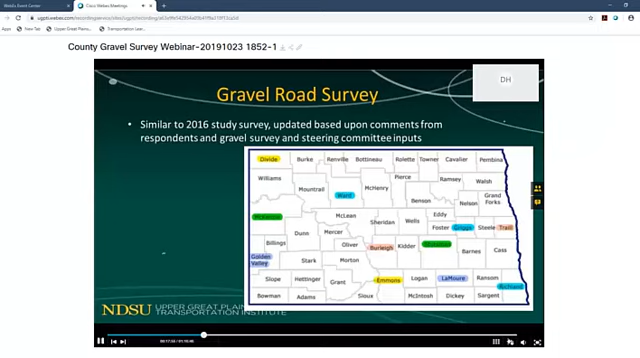 WebEx Event Center
Cisco Webex Meetings
Apps
New Tab
Upper Great Plains...
Transportation Lear...
County Gravel Survey Webinar-20191023 1852-1
DH
Gravel Road Survey
• Similar to 2016 study survey, updated based upon comments from
respondents and gravel survey and steering committee inputs
Divide
Burke
Renville
Bottineau
Rolette
Towner
Cavalier
Pembina
Williams
Mountrail
Ward
McHenry
Pierce
Ramsey
Walsh
Benson
Nelson
Grand
Forks
McKenzie
McLean
Sheridan
Wells
Eddy
Foster
Griggs
Steele
Traill
Dunn
Mercer
Billings
Oliver
Burleigh
Kidder
Barnes
Cass
Golden
Valley
Stark
Morton
Slope
Hettinger
Grant
Emmons
Logan
LaMoure
Ransom
Richland
Bowman
Adams
Sioux
McIntosh
Dickey
Sargent
NDSU UPPER GREAT PLAIN
TRANSPORTATION INSTITUTE